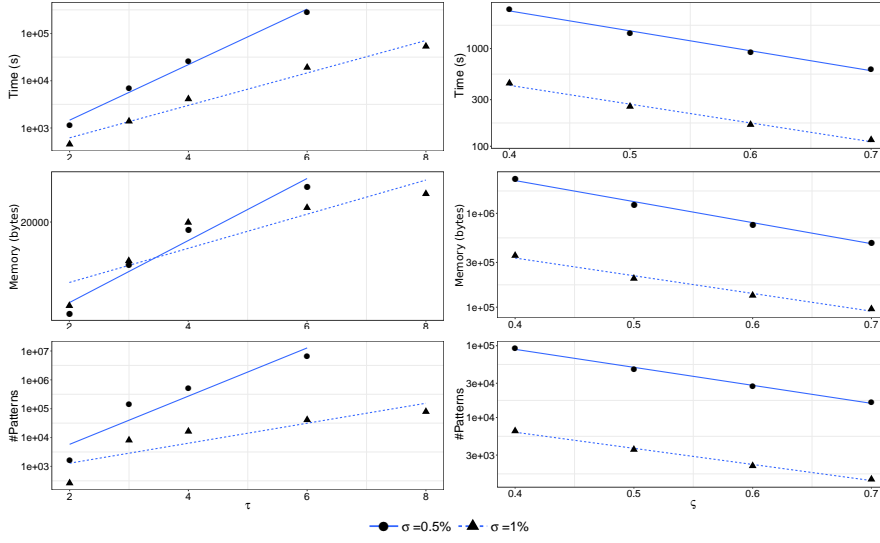 Time (s)
1e+05
1e+04
1e+03
2
4
6
8
Time (s)
1000
300
100
0.4
0.5
0.6
0.7
Memory (bytes)
20000
2
4
6
8
Memory (bytes)
1e+06
3e+05
1e+05
0.4
0.5
0.6
0.7
#Patterns
1e+07
1e+06
1e+05
1e+04
1e+03
2
4
6
8
τ
#Patterns
1e+05
3e+04
1e+04
3e+03
0.4
0.5
0.6
0.7
ς
σ =0.5% σ =1%